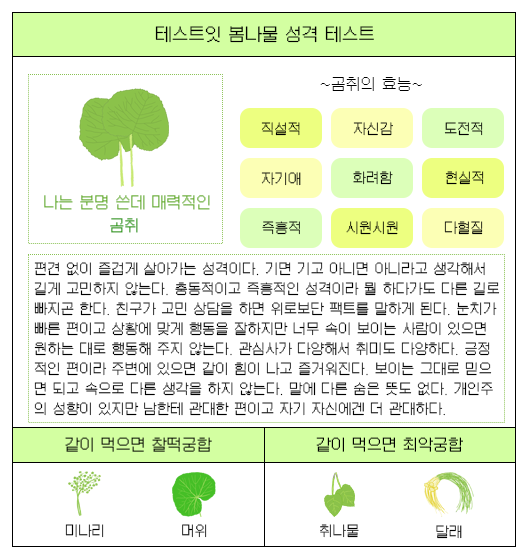 테스트잇 봄나물 성격 테스트
~곰취의 효능~
직설적 자신감 도전적
자기애 화려함 현실적
즉흥적 시원시원 다혈질
나는 분명 쓴데 매력적인
곰취
편견 없이 즐겁게 살아가는 성격이다. 기면 기고 아니면 아니라고 생각해서
길게 고민하지 않는다. 충동적이고 즉흥적인 성격이라 뭘 하다가도 다른 길로
빠지곤 한다. 친구가 고민 상담을 하면 위로보단 팩트를 말하게 된다. 눈치가
빠른 편이고 상황에 맞게 행동을 잘하지만 너무 속이 보이는 사람이 있으면
원하는 대로 행동해 주지 않는다. 관심사가 다양해서 취미도 다양하다. 긍정
적인 편이라 주변에 있으면 같이 힘이 나고 즐거워진다. 보이는 그대로 믿으
면 되고 속으로 다른 생각을 하지 않는다. 말에 다른 숨은 뜻도 없다. 개인주
의 성향이 있지만 남한테 관대한 편이고 자기 자신에겐 더 관대하다.
같이 먹으면 찰떡궁합
미나리 머위
같이 먹으면 최악궁합
취나물 달래